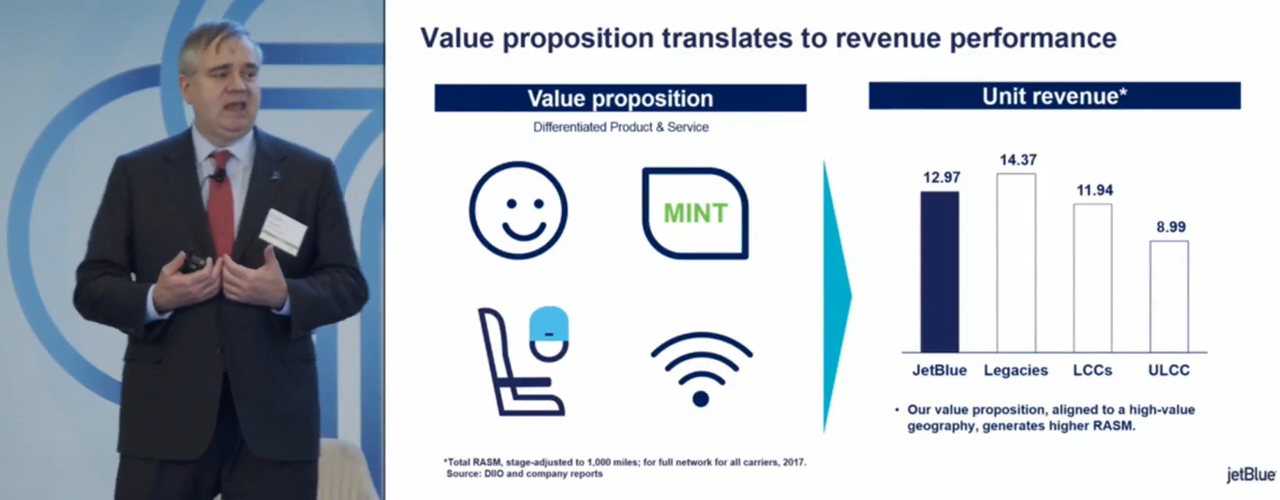 Value proposition translates to revenue performance
Value proposition
Differentiated Product & Service
MINT
Unit revenue*
12.97
14.37
11.94
8.99
JetBlue
Legacies
LCCs
ULCC
• Our value proposition, aligned to a high-value
geography, generates higher RASM.
*Total RASM, stage-adjusted to 1,000 miles; for full network for all carriers, 2017.
Source: DIIO and company reports
jetBlue